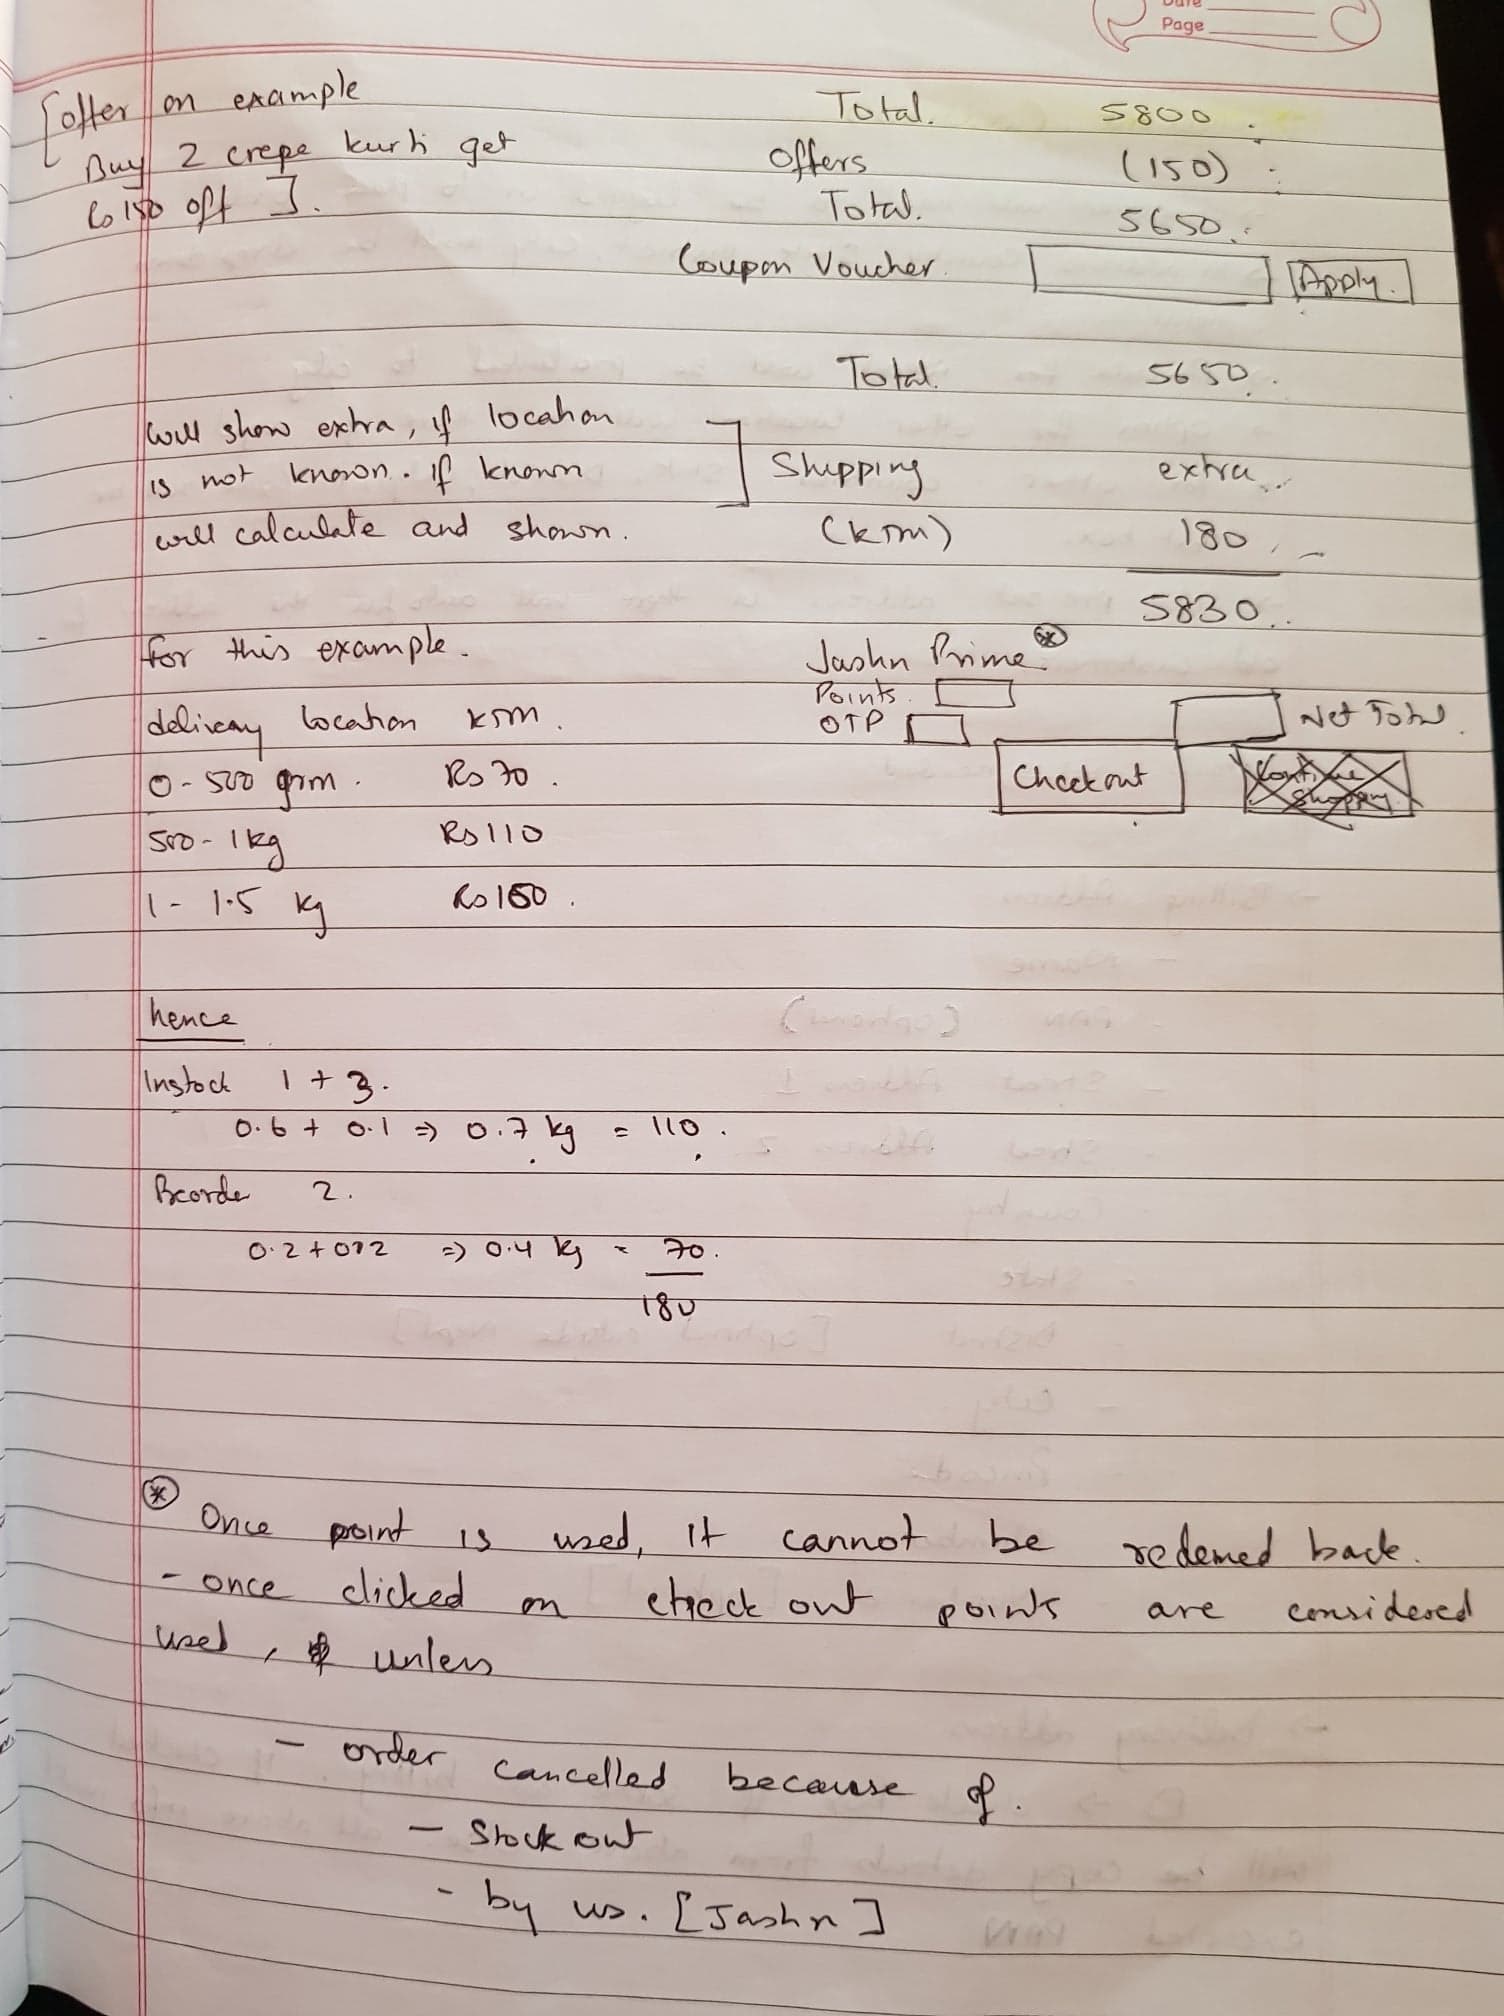 Date
Page
[offer on example
Buy 2 crepe kurti get
Rs 150 off ].
Total. 5800.
Offers (150)
Total. 5650.
Coupon Voucher. Apply.
Total. 5650.
will show extra, if location
is not known. if known
will calculate and shown.
Shipping extra
(ktm) 180
5830
for this example.
delivery location ktm.
0 - 500 grm. Rs 70.
500 - 1 kg Rs 110
1 - 1.5 kg Rs 150.
Jashn Prime *
Points.
OTP
Net Total.
Checkout
Continue
Shopping
hence
Instock 1 + 3.
0.6 + 0.1 => 0.7 kg = 110.
2.
0.2 + 0.2 => 0.4 kg = 70.
180
* Once point is used, it cannot be redemed back.
- once clicked on check out points are considered
used, unless
- order cancelled because of.
- Stock out
- by us. [Jashn]